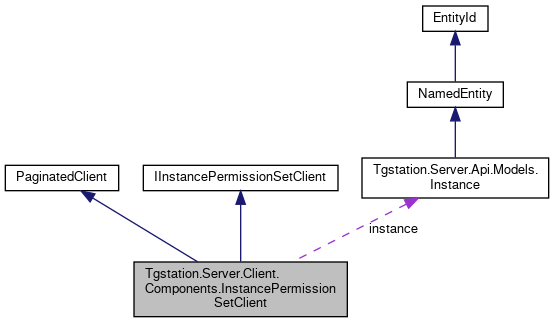 EntityId
NamedEntity
PaginatedClient
IInstancePermissionSetClient
Tgstation.Server.Api.Models.
Instance
instance
Tgstation.Server.Client.
Components.InstancePermission
SetClient